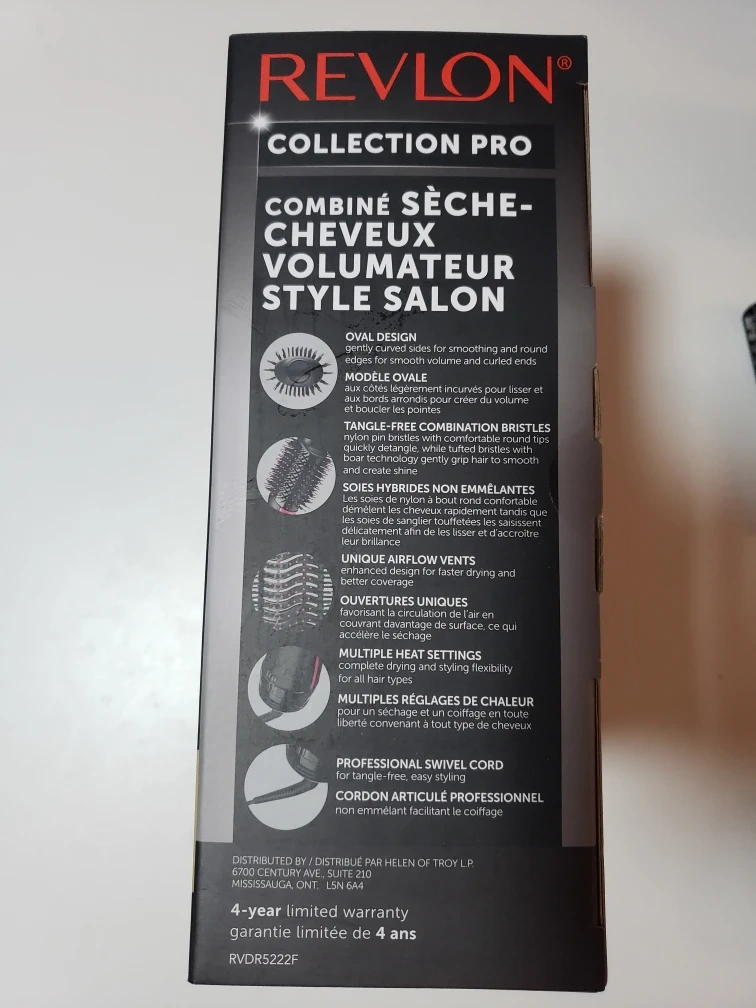 REVLON®
COLLECTION PRO
COMBINÉ SÈCHE-
CHEVEUX
VOLUMATEUR
STYLE SALON
OVAL DESIGN
gently curved sides for smoothing and round
edges for smooth volume and curled ends
MODÈLE OVALE
aux côtés légèrement incurvés pour lisser et
aux bords arrondis pour créer du volume
et boucler les pointes
TANGLE-FREE COMBINATION BRISTLES
nylon pin bristles with comfortable round tips
quickly detangle, while tufted bristles with
boar technology gently grip hair to smooth
and create shine
SOIES HYBRIDES NON EMMÊLANTES
Les soies de nylon à bout rond confortable
démêlent les cheveux rapidement tandis que
les soies de sanglier touffetées les saisissent
délicatement afin de les lisser et d'accroître
leur brillance
UNIQUE AIRFLOW VENTS
enhanced design for faster drying and
better coverage
OUVERTURES UNIQUES
favorisant la circulation de l'air en
couvrant davantage de surface, ce qui
accélère le séchage
MULTIPLE HEAT SETTINGS
complete drying and styling flexibility
for all hair types
MULTIPLES RÉGLAGES DE CHALEUR
pour un séchage et un coiffage en toute
liberté convenant à tout type de cheveux
PROFESSIONAL SWIVEL CORD
for tangle-free, easy styling
CORDON ARTICULÉ PROFESSIONNEL
non emmêlant facilitant le coiffage
DISTRIBUTED BY / DISTRIBUÉ PAR HELEN OF TROY L.P.
6700 CENTURY AVE., SUITE 210
MISSISSAUGA, ONT. L5N 6A4
4-year limited warranty
garantie limitée de 4 ans
RVDR5222F